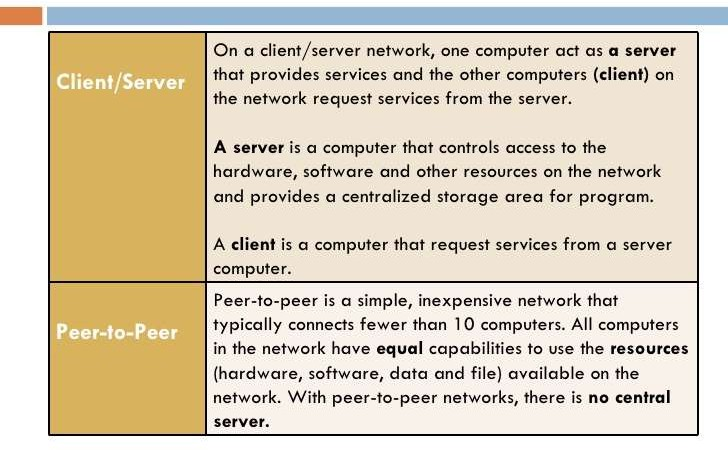 Client/Server
On a client/server network, one computer act as a server
that provides services and the other computers (client) on
the network request services from the server.
A server is a computer that controls access to the
hardware, software and other resources on the network
and provides a centralized storage area for program.
A client is a computer that request services from a server
computer.
Peer-to-Peer
Peer-to-peer is a simple, inexpensive network that
typically connects fewer than 10 computers. All computers
in the network have equal capabilities to use the resources
(hardware, software, data and file) available on the
network. With peer-to-peer networks, there is no central
server.